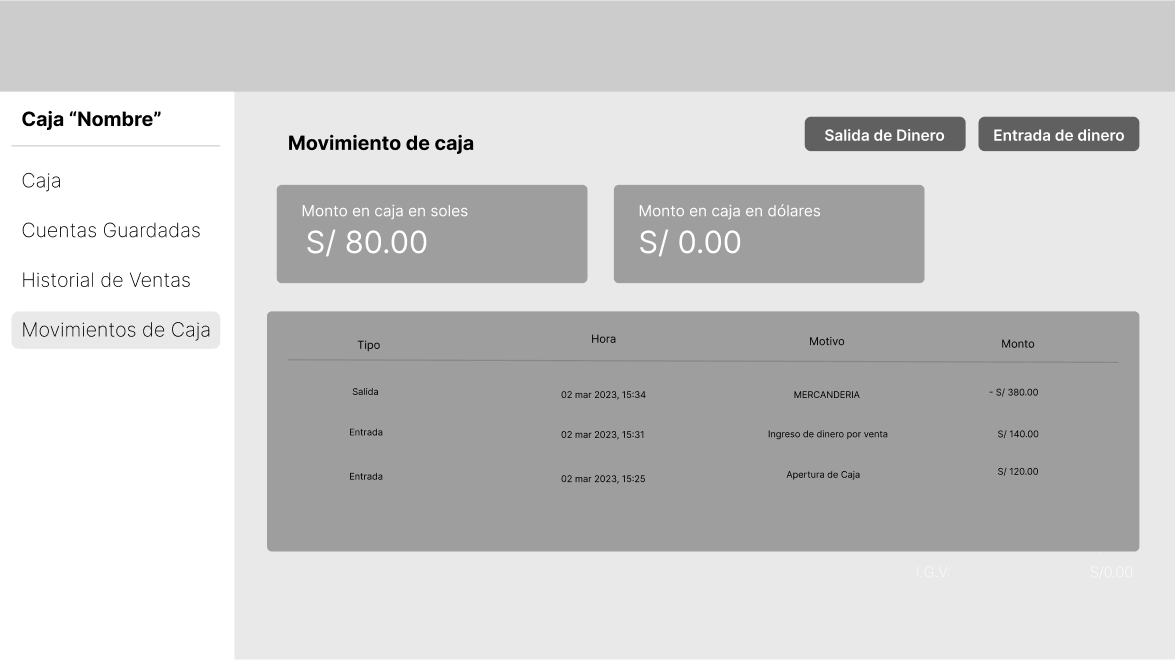 Caja “Nombre”
Caja
Cuentas Guardadas
Historial de Ventas
Movimientos de Caja
Movimiento de caja
Salida de Dinero
Entrada de dinero
Monto en caja en soles
S/ 80.00
Monto en caja en dólares
S/ 0.00
Tipo Hora Motivo Monto
Salida 02 mar 2023, 15:34 MERCANDERIA - S/ 380.00
Entrada 02 mar 2023, 15:31 Ingreso de dinero por venta S/ 140.00
Entrada 02 mar 2023, 15:25 Apertura de Caja S/ 120.00
I.G.V: S/0.00